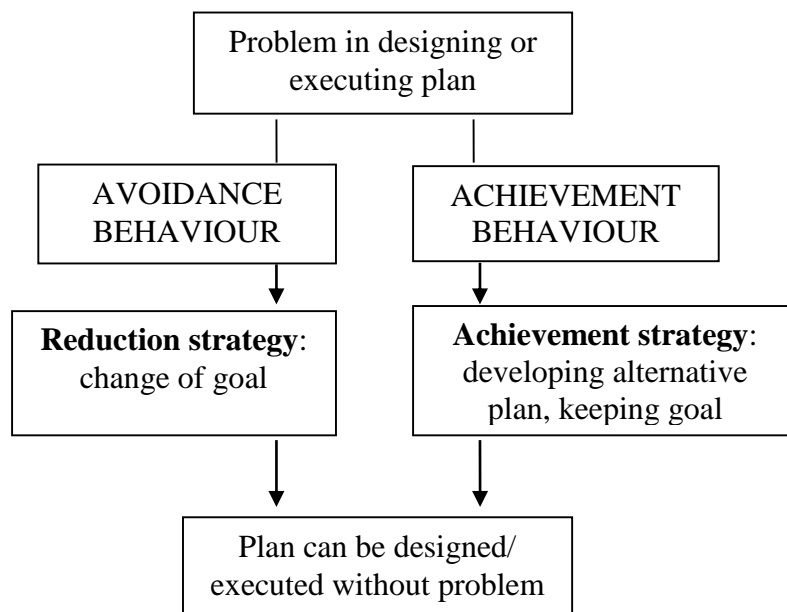 Problem in designing or
executing plan
AVOIDANCE
BEHAVIOUR
ACHIEVEMENT
BEHAVIOUR
Reduction strategy:
change of goal
Achievement strategy:
developing alternative
plan, keeping goal
Plan can be designed/
executed without problem